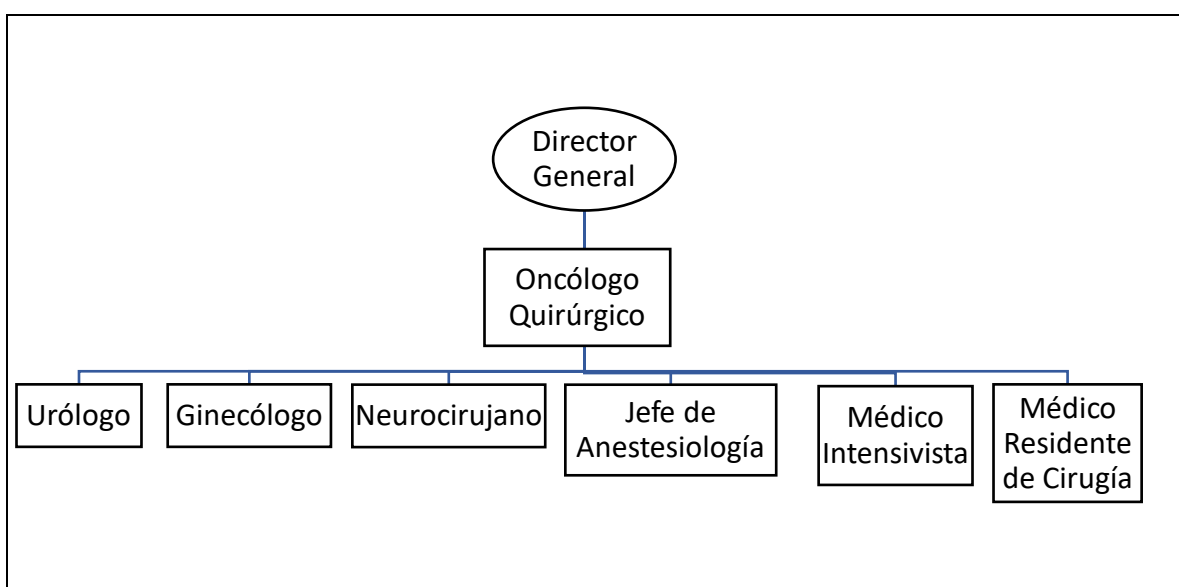 Director
General
Oncólogo
Quirúrgico
Urólogo
Ginecólogo
Neurocirujano
Jefe de
Anestesiología
Médico
Intensivista
Médico
Residente
de Cirugía